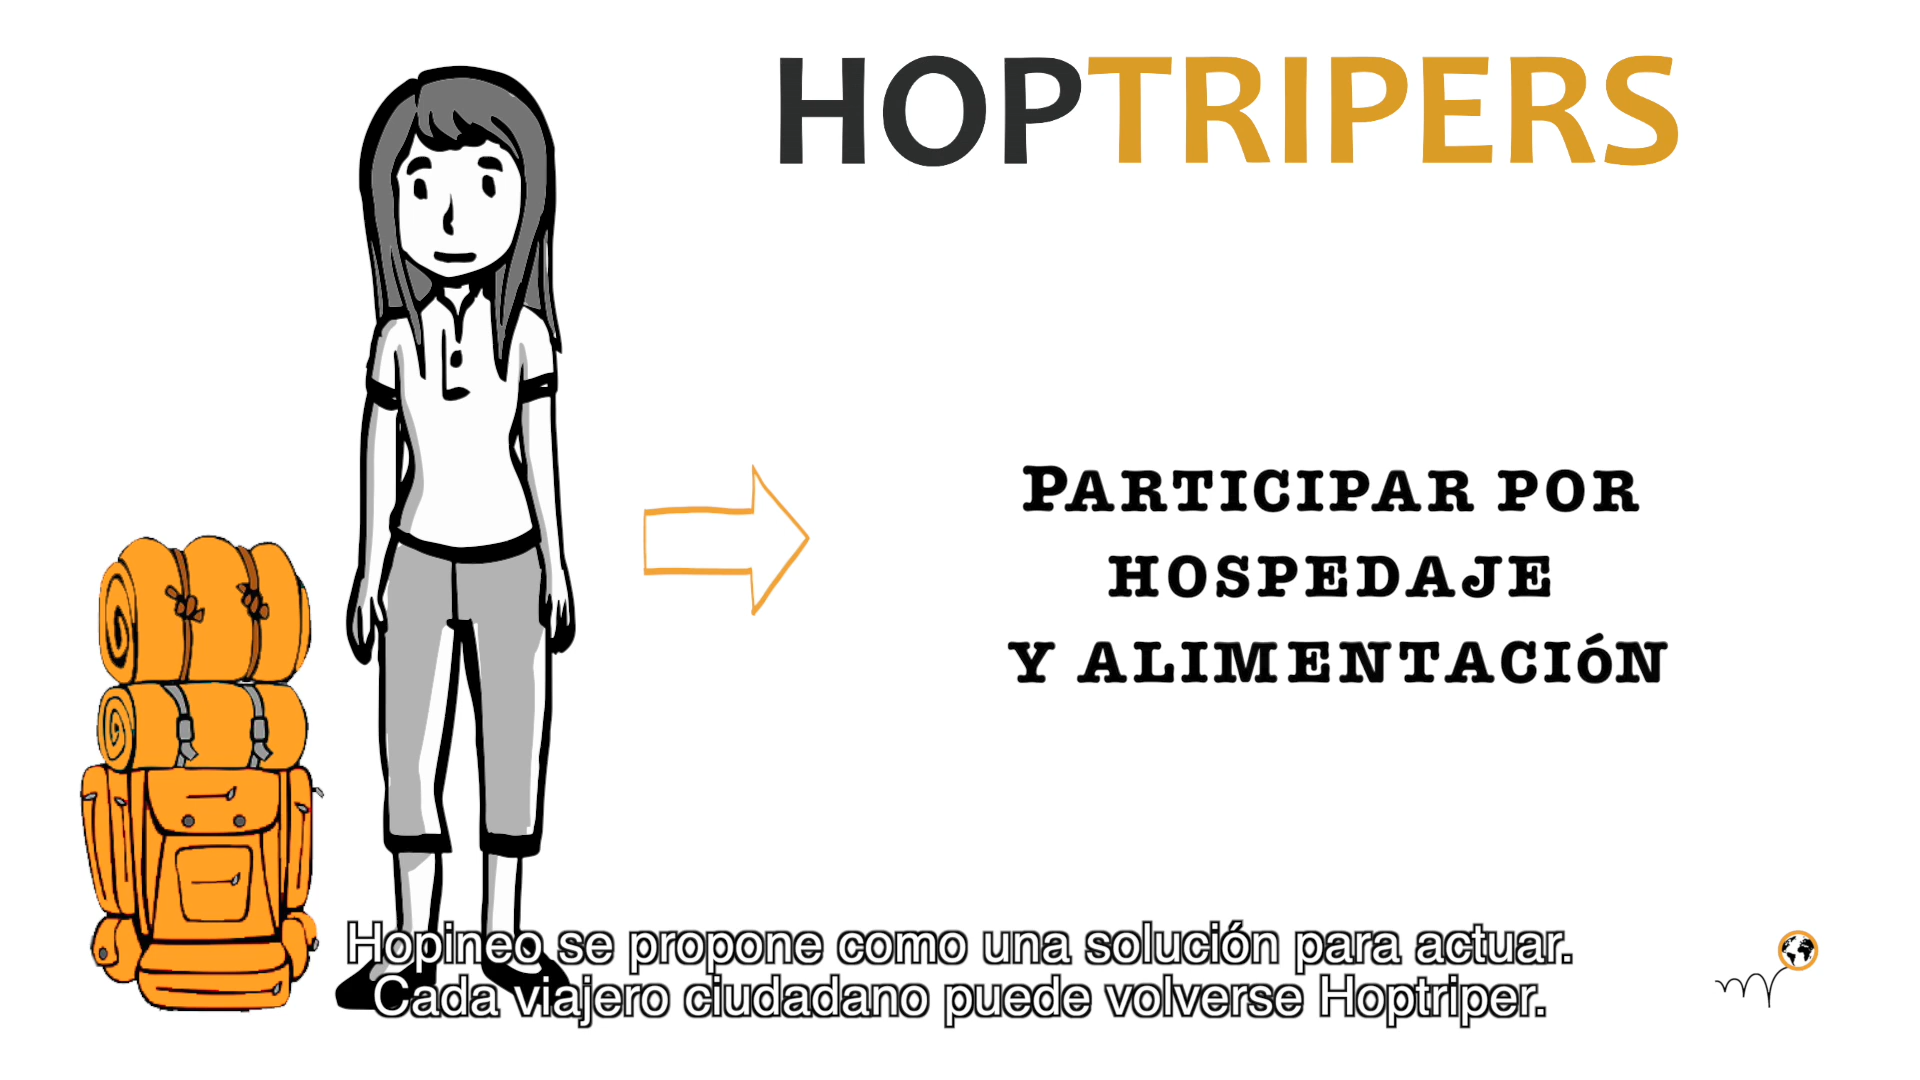 HOPTRIPERS
PARTICIPAR POR
HOSPEDAJE
Y ALIMENTACIóN
Hopineo se propone como una solución para actuar.
Cada viajero ciudadano puede volverse Hoptriper.